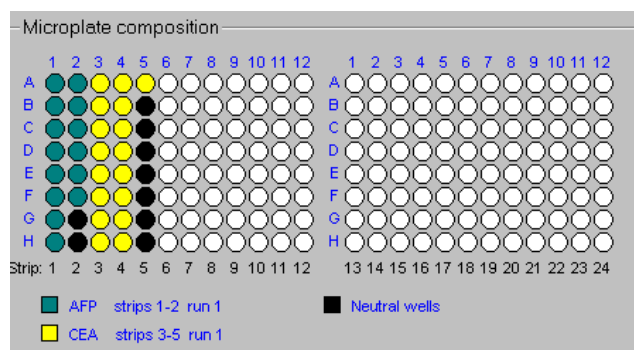 Microplate composition
1 2 3 4 5 6 7 8 9 10 11 12 1 2 3 4 5 6 7 8 9 10 11 12
A A
B B
C C
D D
E E
F F
G G
H H
Strip: 1 2 3 4 5 6 7 8 9 10 11 12 13 14 15 16 17 18 19 20 21 22 23 24
AFP strips 1-2 run 1 Neutral wells
CEA strips 3-5 run 1